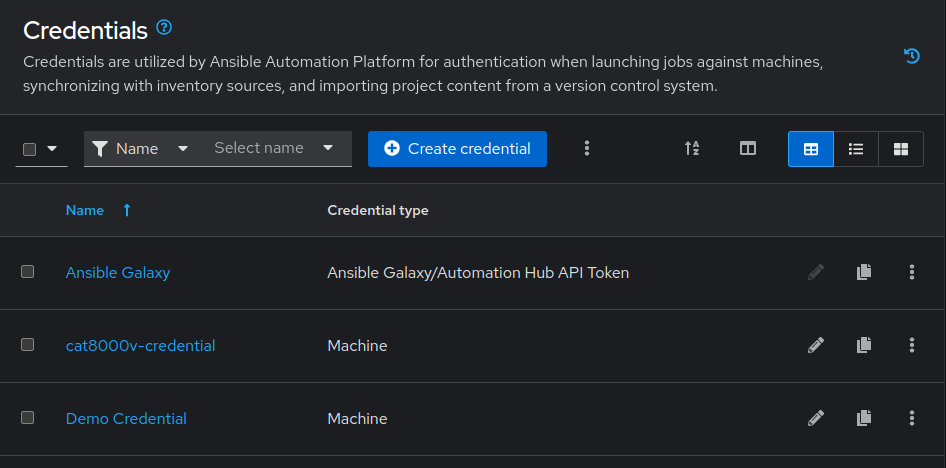 Credentials
Credentials are utilized by Ansible Automation Platform for authentication when launching jobs against machines,
synchronizing with inventory sources, and importing project content from a version control system.
Name Select name Create credential
Name Credential type
Ansible Galaxy Ansible Galaxy/Automation Hub API Token
cat8000v-credential Machine
Demo Credential Machine